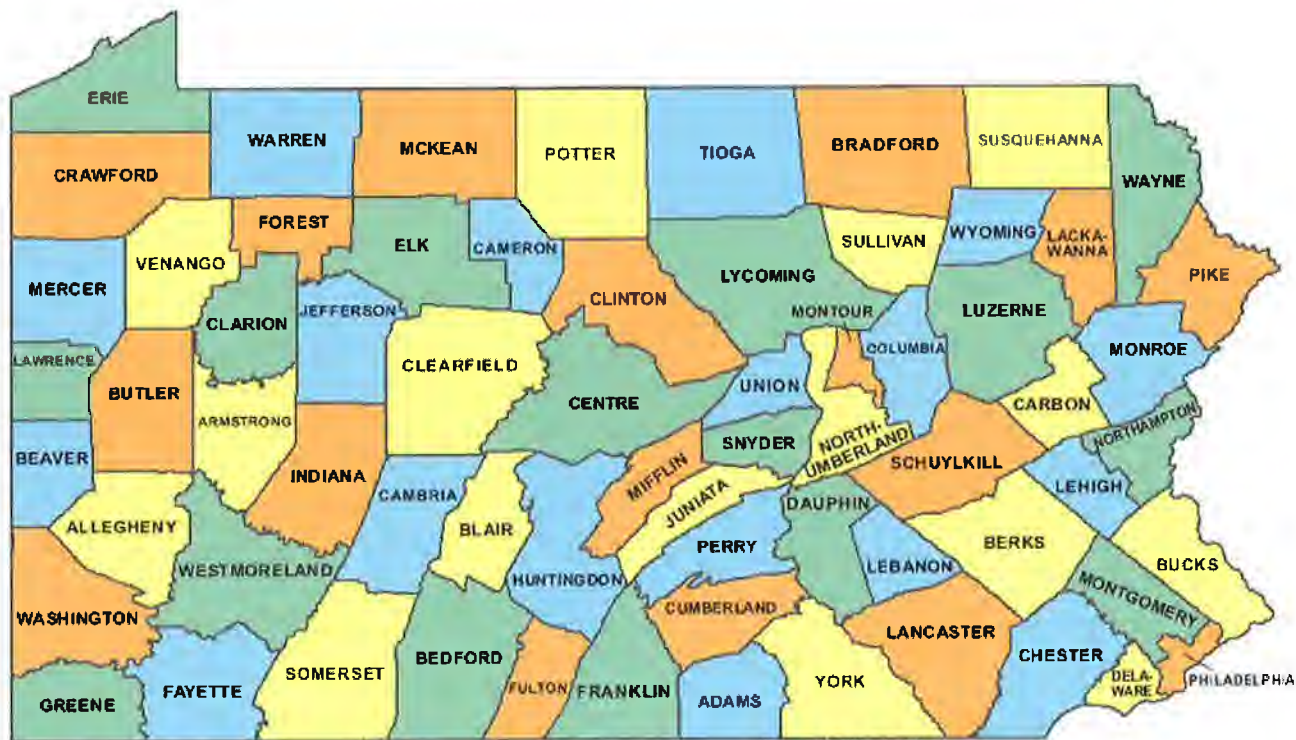 ERIE
WARREN
MCKEAN
POTTER
TIOGA
BRADFORD
SUSQUEHANNA
WAYNE
CRAWFORD
FOREST
ELK
CAMERON
SULLIVAN
WYOMING
LACKA-
WANNA
PIKE
MERCER
VENANGO
CLARION
JEFFERSON
CLINTON
LYCOMING
MONTOUR
COLUMBIA
LUZERNE
MONROE
LAWRENCE
BUTLER
ARMSTRONG
CLEARFIELD
CENTRE
UNION
CARBON
NORTHAMPTON
BEAVER
INDIANA
CAMBRIA
BLAIR
MIFFLIN
SNYDER
NORTH-
UMBERLAND
SCHUYLKILL
LEHIGH
ALLEGHENY
WESTMORELAND
HUNTINGDON
JUNIATA
PERRY
DAUPHIN
LEBANON
BERKS
BUCKS
MONTGOMERY
WASHINGTON
CUMBERLAND
LANCASTER
CHESTER
GREENE
FAYETTE
SOMERSET
BEDFORD
FULTON
FRANKLIN
ADAMS
YORK
DELA-
WARE
PHILADELPHIA